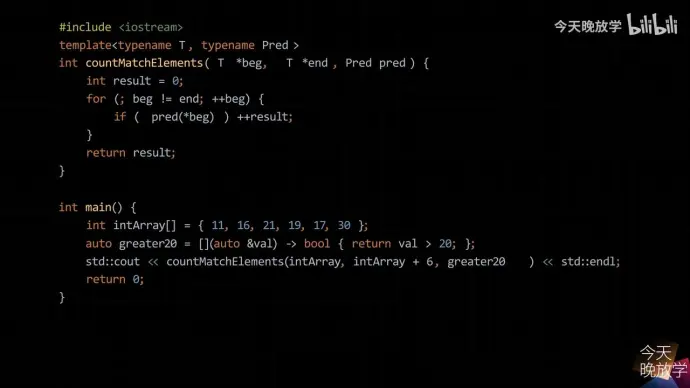 今天晚放学 bilibili
#include <iostream>
template<typename T, typename Pred>
int countMatchElements( T *beg, T *end , Pred pred ) {
    int result = 0;
    for (; beg != end; ++beg) {
        if ( pred(*beg) ) ++result;
    }
    return result;
}
int main() {
    int intArray[] = { 11, 16, 21, 19, 17, 30 };
    auto greater20 = [](auto &val) -> bool { return val > 20; };
    std::cout << countMatchElements(intArray, intArray + 6, greater20 ) << std::endl;
    return 0;
}
今天
晚放学